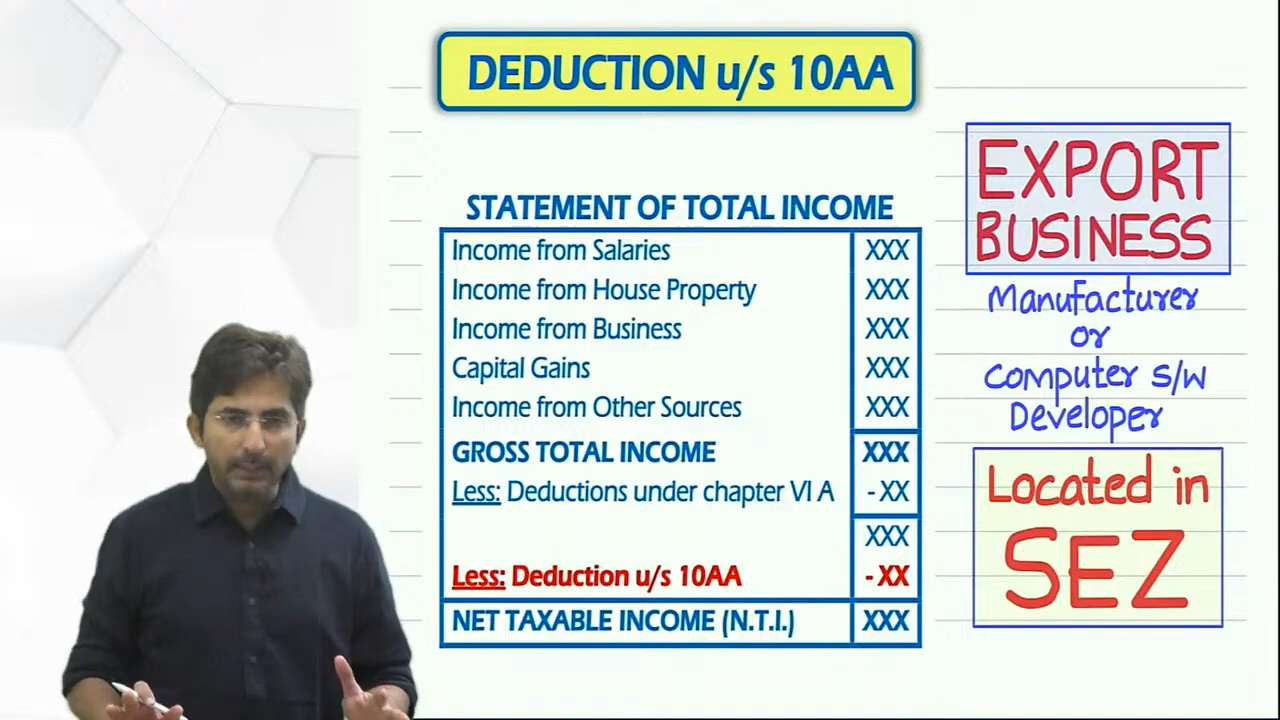 DEDUCTION u/s 10AA
STATEMENT OF TOTAL INCOME
Income from Salaries XXX
Income from House Property XXX
Income from Business XXX
Capital Gains XXX
Income from Other Sources XXX
GROSS TOTAL INCOME XXX
Less: Deductions under chapter VI A - XX
XXX
Less: Deduction u/s 10AA - XX
NET TAXABLE INCOME (N.T.I.) XXX
EXPORT
BUSINESS
Manufacturer
or
Computer S/W
Developer
Located in
SEZ